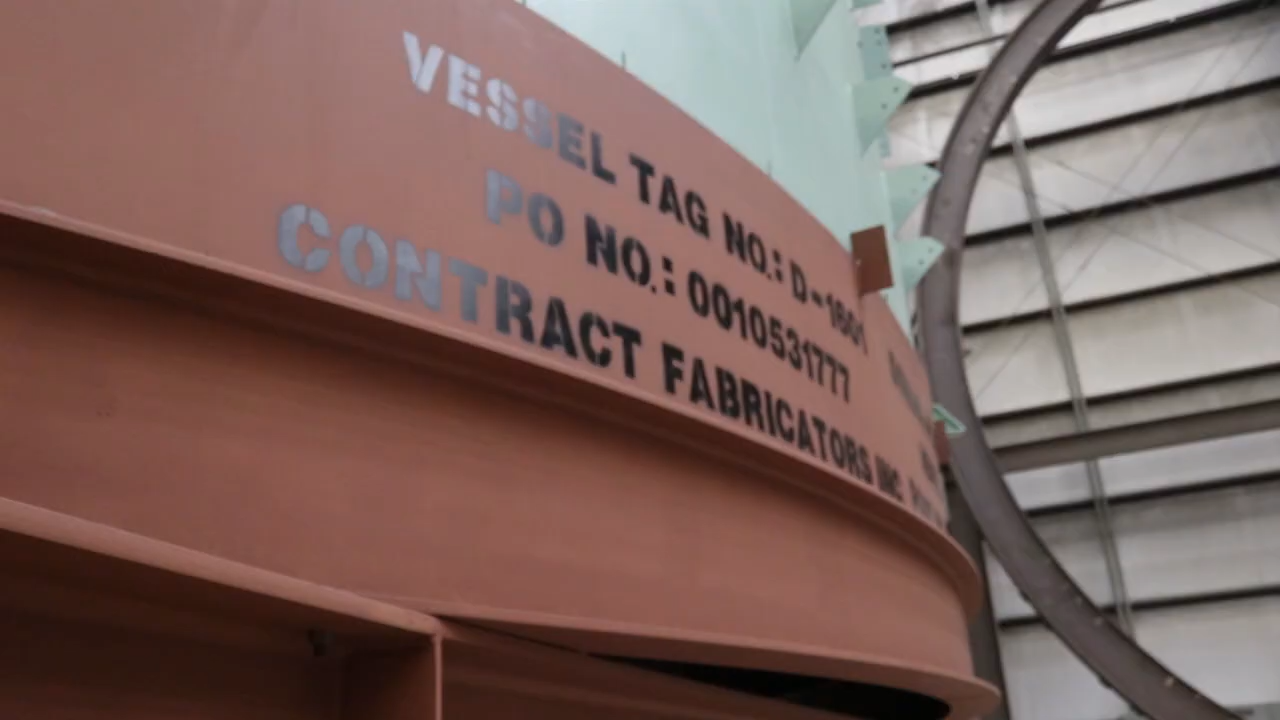 VESSEL TAG NO.: D-1601
PO NO.: 0010531777
CONTRACT FABRICATORS INC